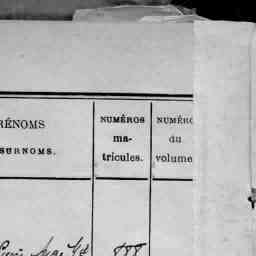 RÉNOMS
SURNOMS.
NUMÉROS
ma-
tricules.
NUMÉRO
du
volume
888